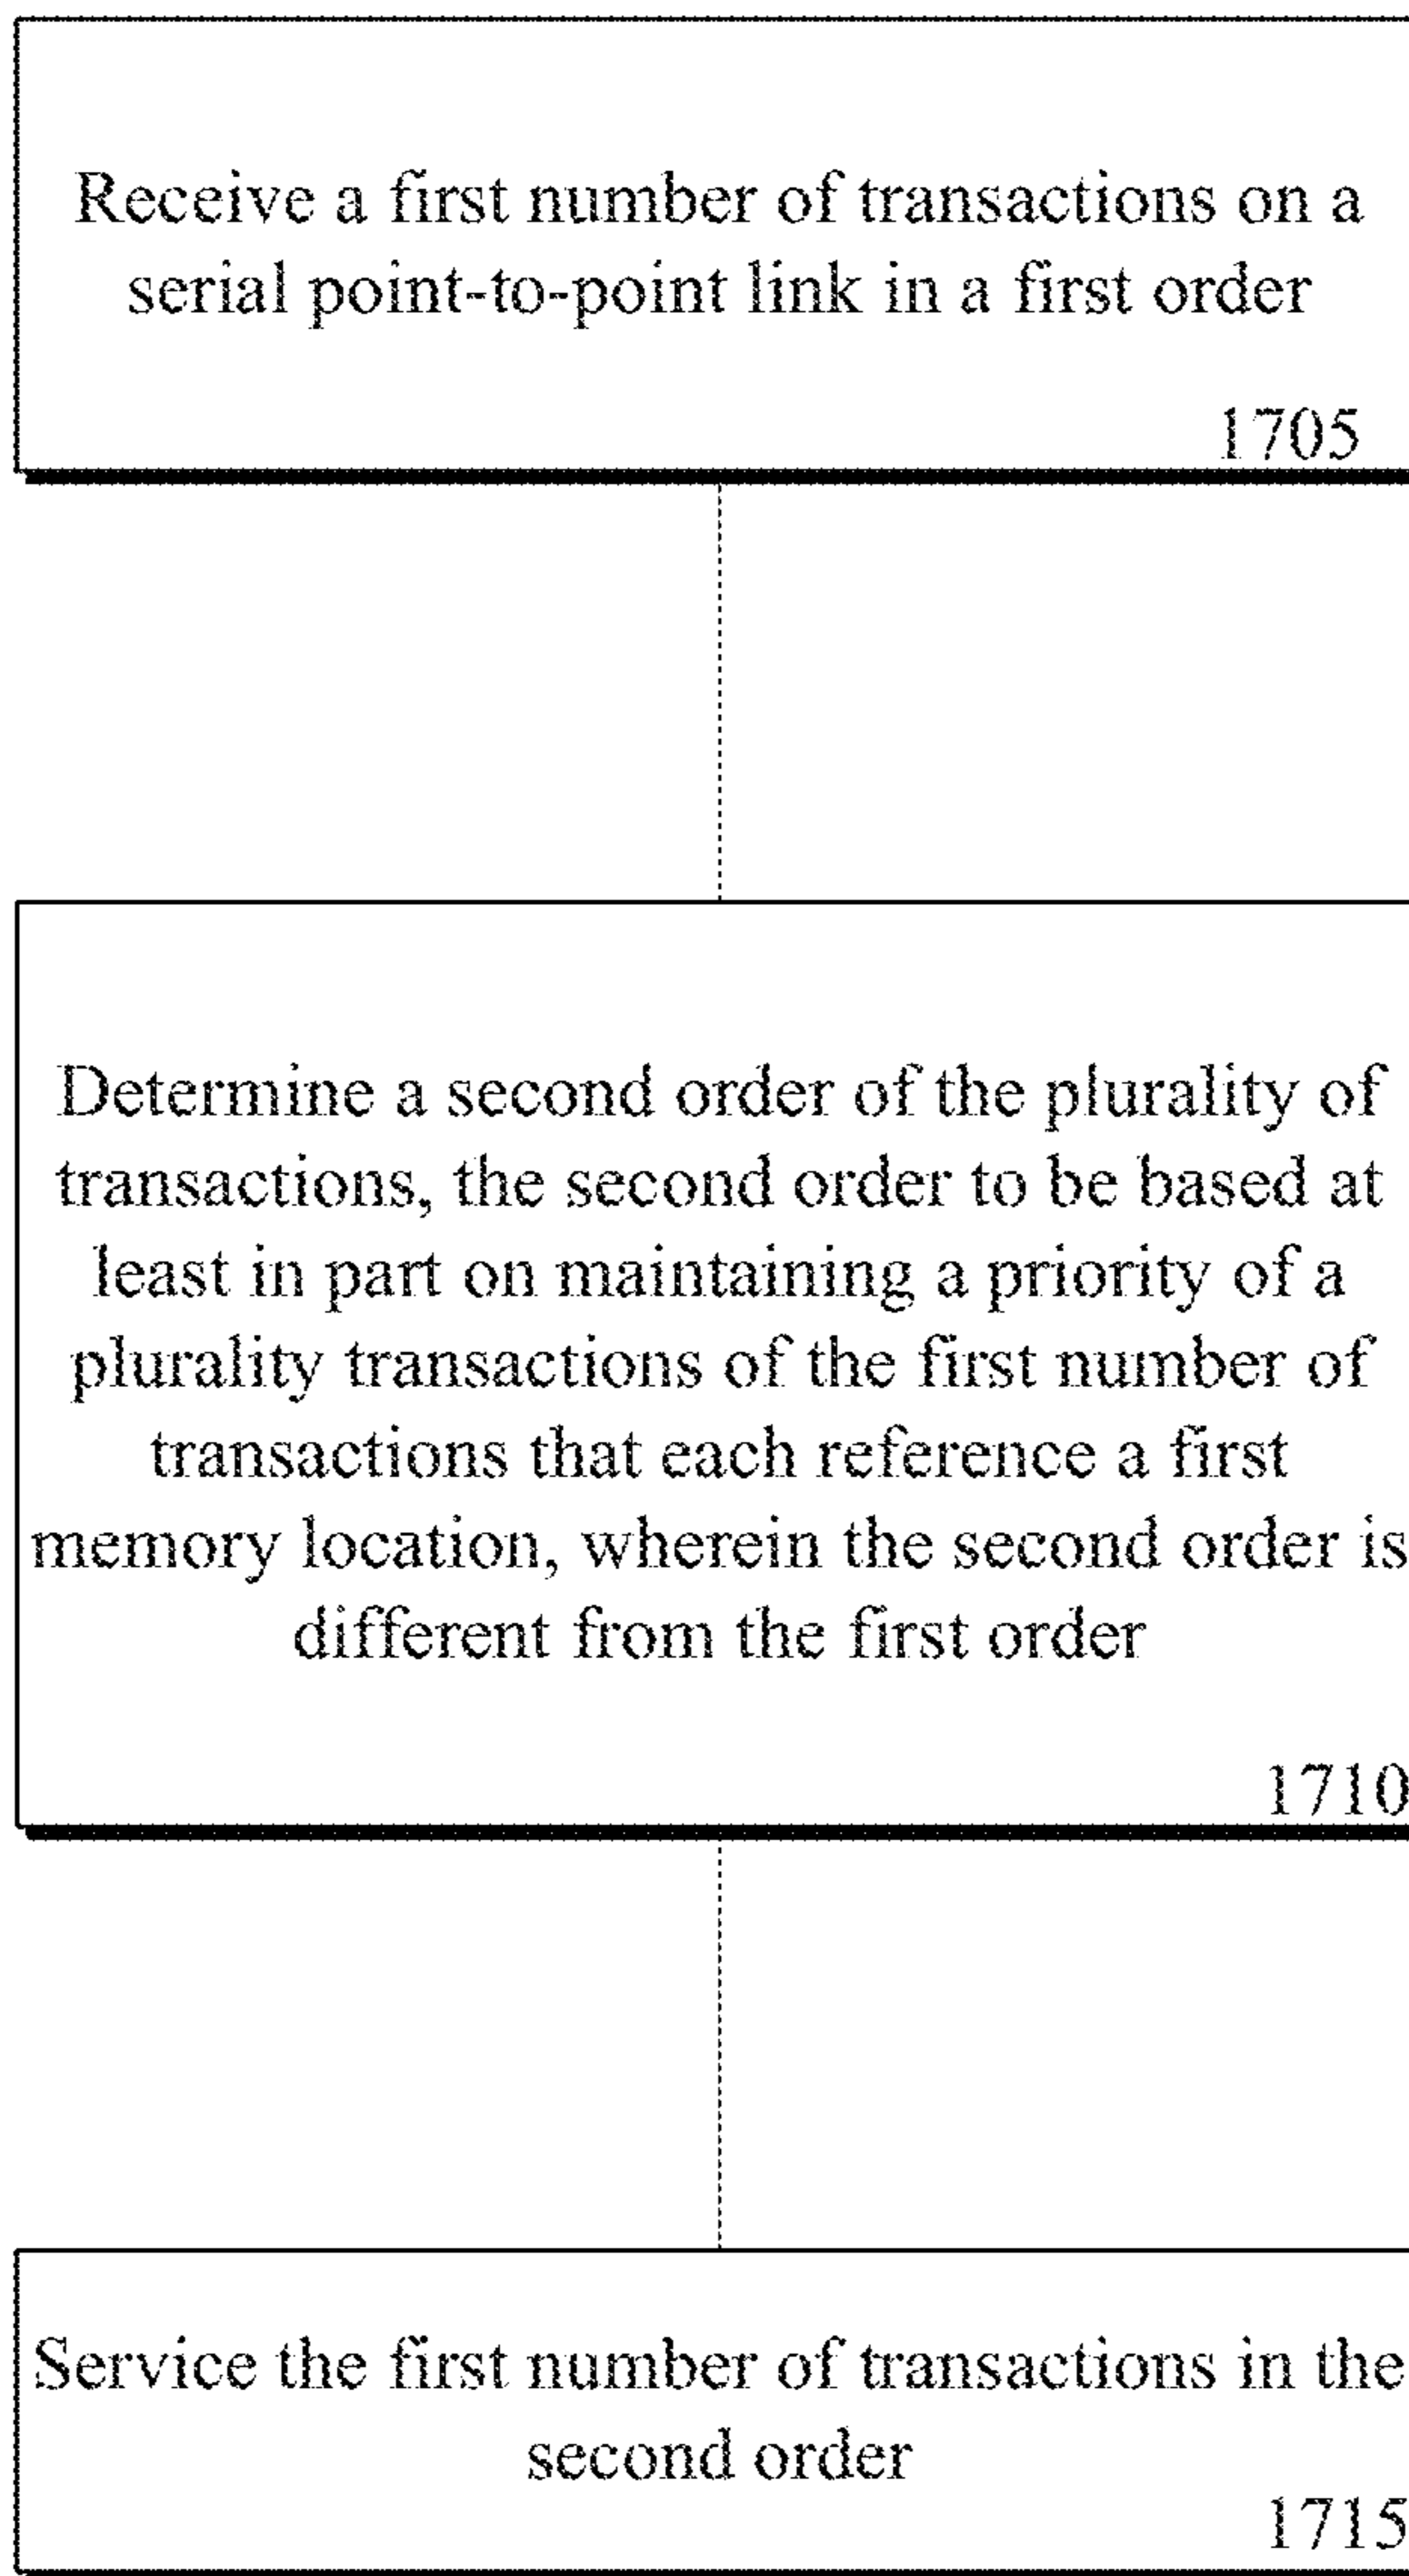 Receive a first number of transactions on a
serial point-to-point link in a first order
1705
Determine a second order of the plurality of
transactions, the second order to be based at
least in part on maintaining a priority of a
plurality transactions of the first number of
transactions that each reference a first
memory location, wherein the second order is
different from the first order
1710
Service the first number of transactions in the
second order
1715